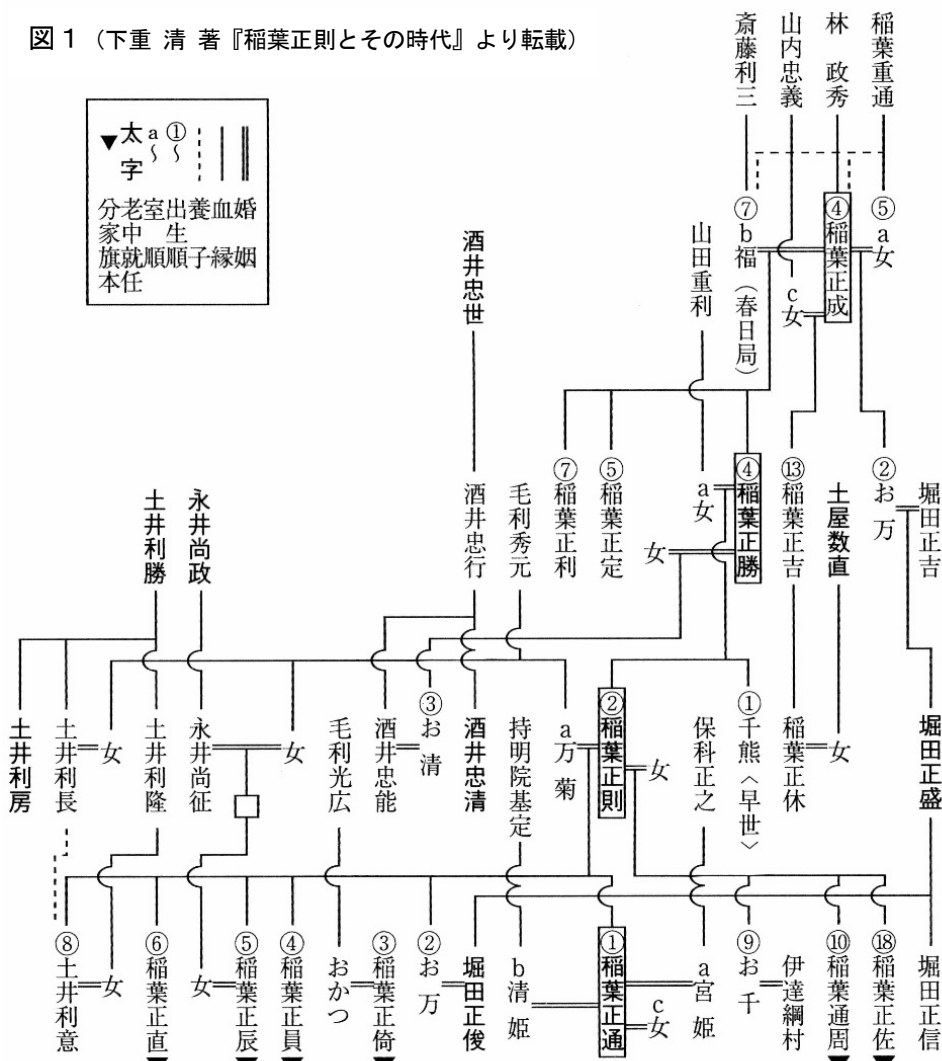 図1（下重 清 著『稲葉正則とその時代』より転載）
婚姻
血縁
養子
①～ 出生順
a～ 室順
太字 老中就任
▼ 分家旗本
稲葉重通
林 政秀
山内忠義
斎藤利三
⑤a女
④稲葉正成
c女
⑦b福（春日局）
山田重利
酒井忠世
堀田正吉
②お万
土屋数直
⑬稲葉正吉
④稲葉正勝
a女
女
⑤稲葉正定
⑦稲葉正利
毛利秀元
酒井忠行
永井尚政
土井利勝
堀田正盛
女
稲葉正休
①千熊〈早世〉
保科正之
女
②稲葉正則
a万菊
持明院基定
酒井忠清
③お清
酒井忠能
毛利光広
女
永井尚征
土井利隆
女
土井利長
土井利房
堀田正信
⑱稲葉正佐
⑩稲葉通周
伊達綱村
⑨お千
a宮姫
c女
①稲葉正通
b清姫
堀田正俊
②お万
③稲葉正倚
おかつ
④稲葉正員
⑤稲葉正辰
女
⑥稲葉正直
女
⑧土井利意